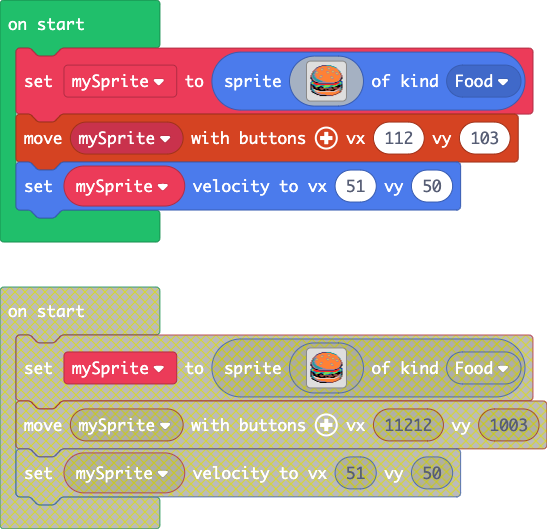 on start
set mySprite to sprite of kind Food
move mySprite with buttons vx 112 vy 103
set mySprite velocity to vx 51 vy 50
on start
set mySprite to sprite of kind Food
move mySprite with buttons vx 11212 vy 1003
set mySprite velocity to vx 51 vy 50